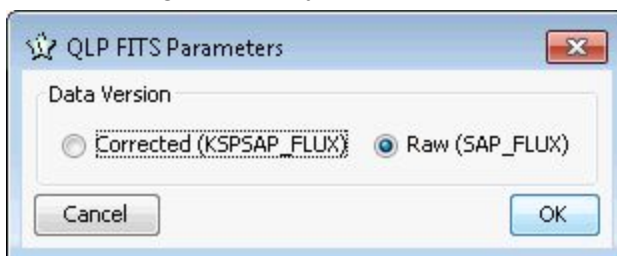 QLP FITS Parameters
Data Version
Corrected (KSPSAP_FLUX) Raw (SAP_FLUX)
Cancel OK